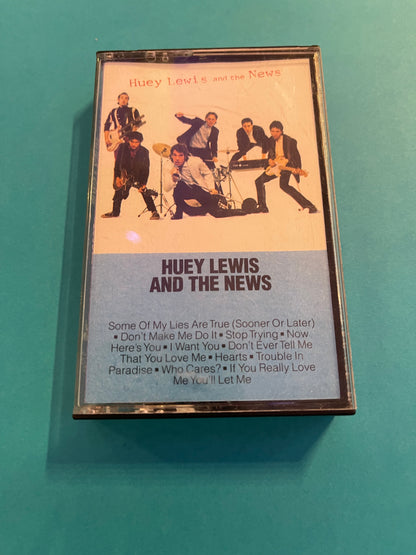 Huey Lewis and the News
HUEY LEWIS
AND THE NEWS
Some Of My Lies Are True (Sooner Or Later)
▪ Don't Make Me Do It ▪ Stop Trying ▪ Now
Here's You ▪ I Want You ▪ Don't Ever Tell Me
That You Love Me ▪ Hearts ▪ Trouble In
Paradise ▪ Who Cares? ▪ If You Really Love
Me You'll Let Me